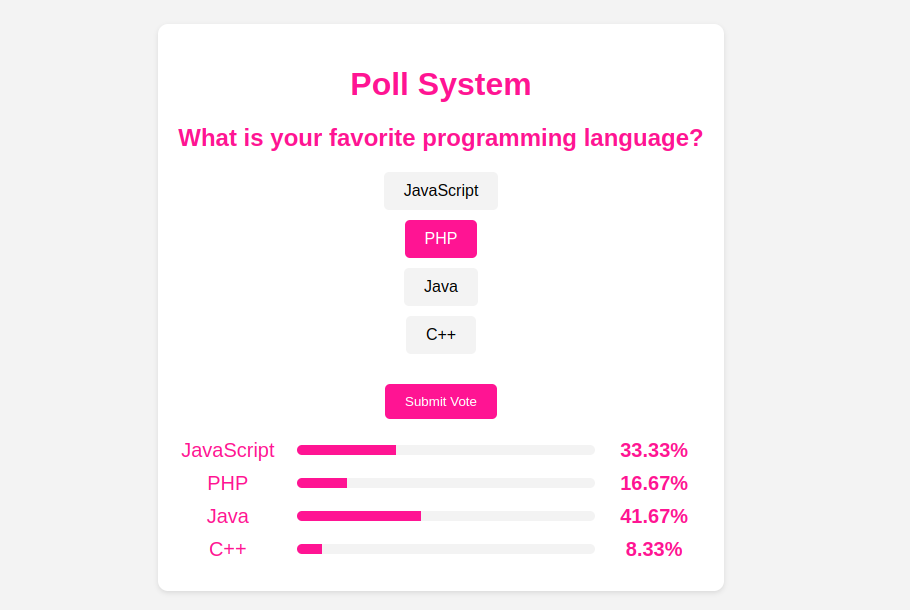 Poll System
What is your favorite programming language?
JavaScript
PHP
Java
C++
Submit Vote
JavaScript 33.33%
PHP 16.67%
Java 41.67%
C++ 8.33%